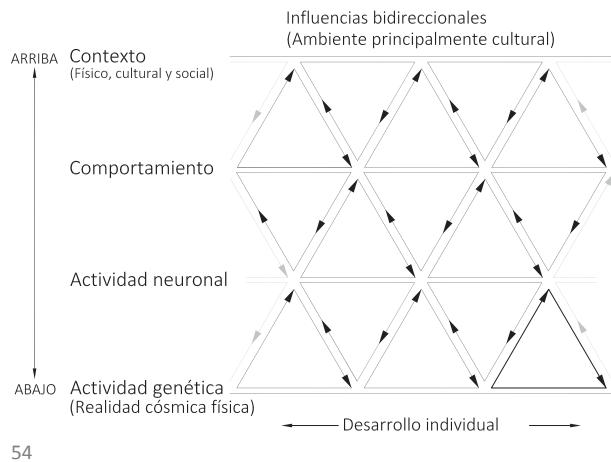 Influencias bidireccionales
(Ambiente principalmente cultural)
ARRIBA Contexto
(Físico, cultural y social)
Comportamiento
Actividad neuronal
ABAJO Actividad genética
(Realidad cósmica física)
Desarrollo individual
54